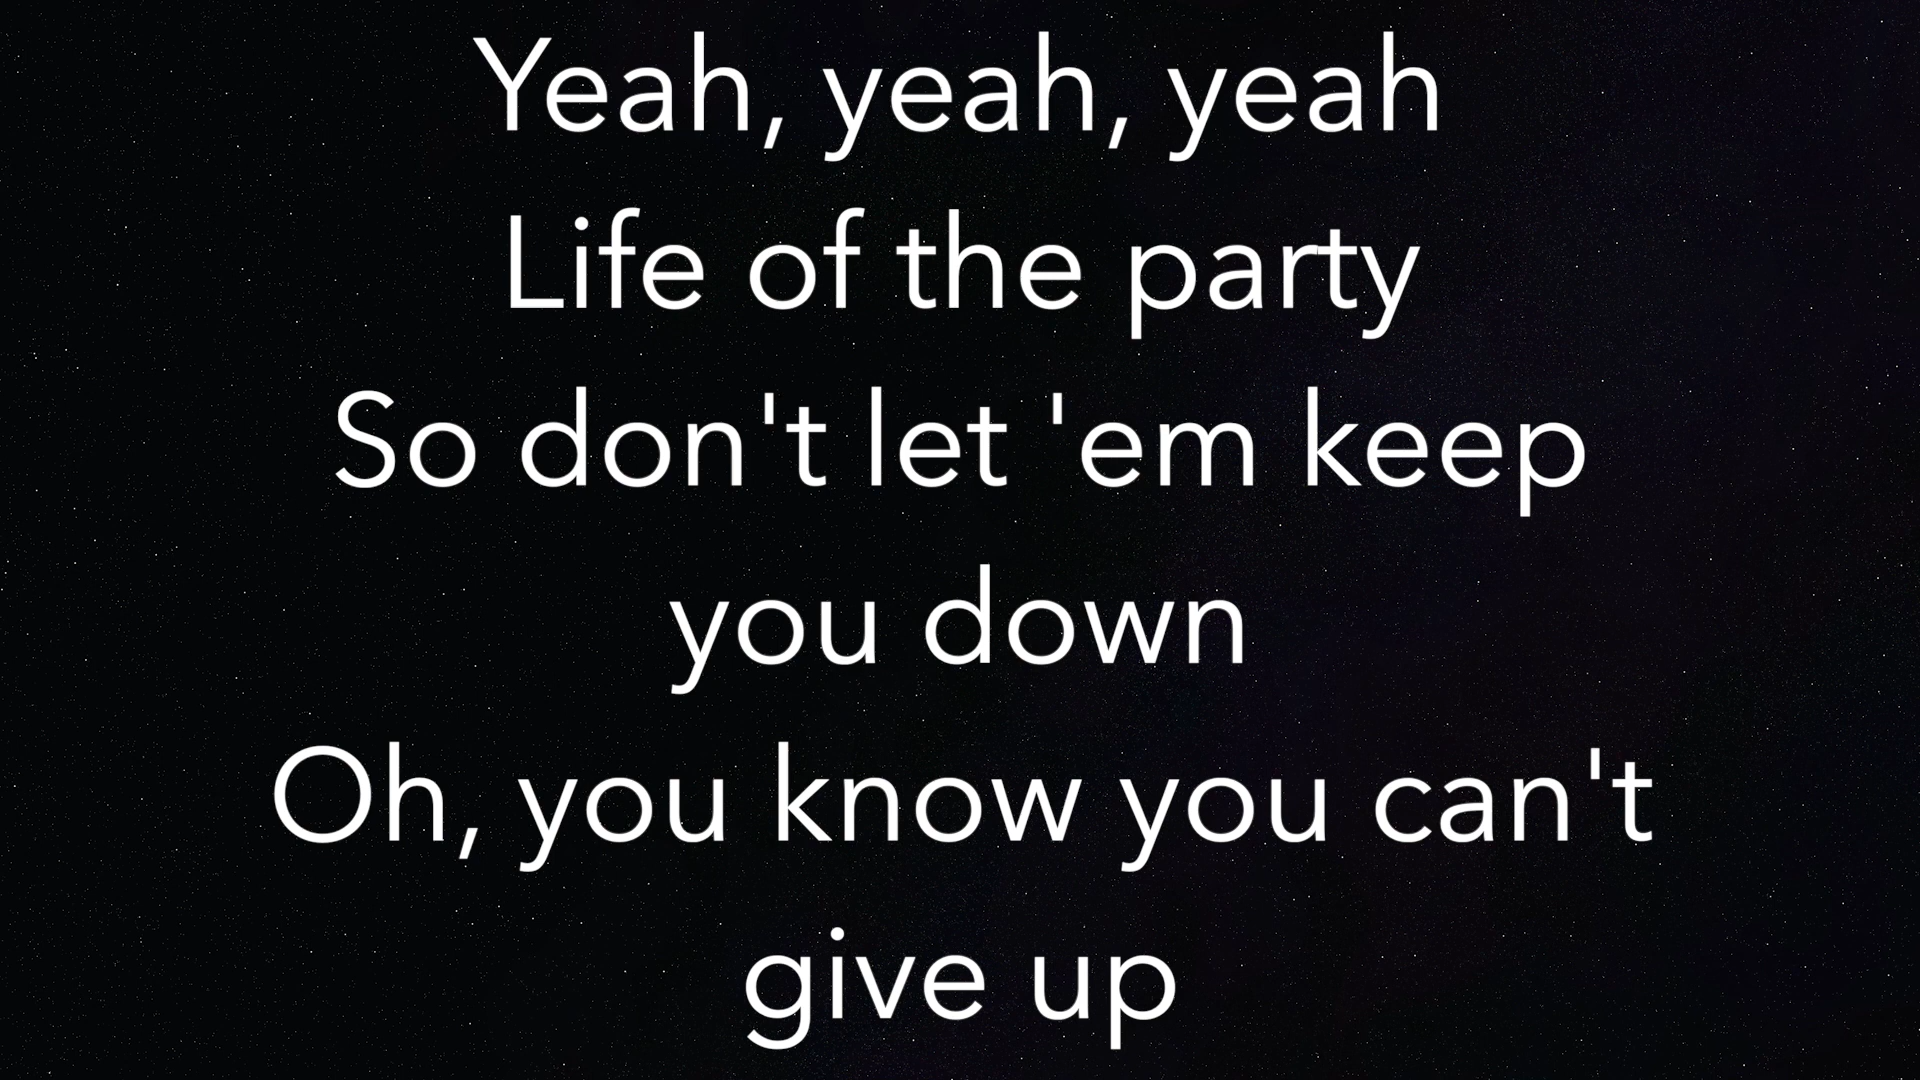 Yeah, yeah, yeah
Life of the party
So don't let 'em keep
you down
Oh, you know you can't
give up